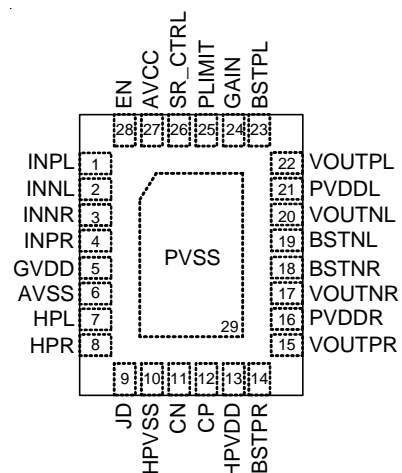 EN
AVCC
SR_CTRL
PLIMIT
GAIN
BSTPL
28 27 26 25 24 23
INPL 1 22 VOUTPL
INNL 2 21 PVDDL
INNR 3 20 VOUTNL
INPR 4 19 BSTNL
GVDD 5 18 BSTNR
AVSS 6 17 VOUTNR
HPL 7 16 PVDDR
HPR 8 15 VOUTPR
PVSS
29
9 10 11 12 13 14
JD
HPVSS
CN
CP
HPVDD
BSTPR